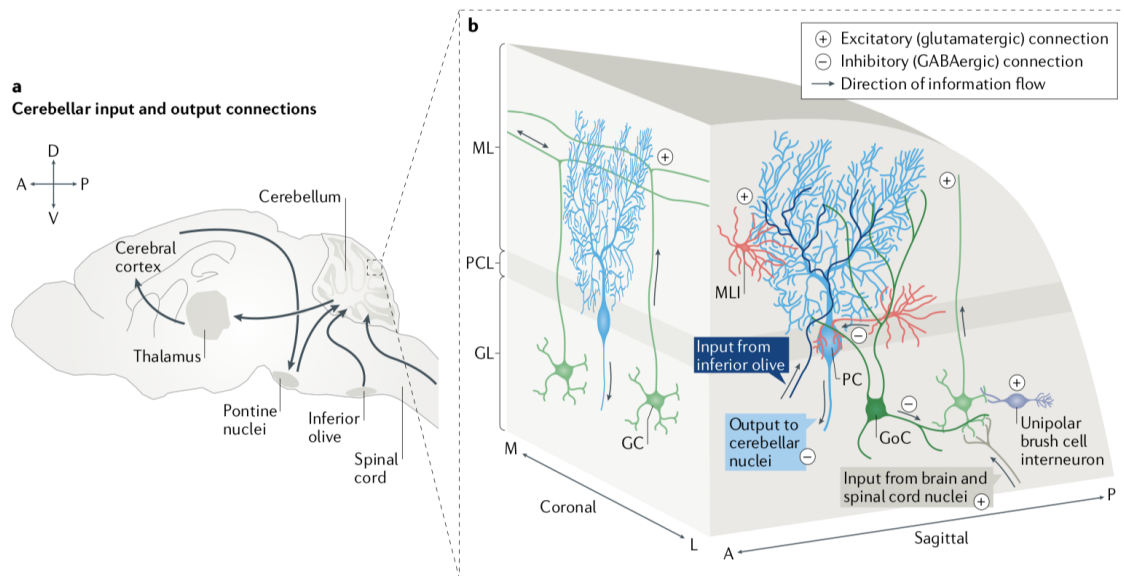 a
Cerebellar input and output connections
D
A
P
V
Cerebellum
Cerebral
cortex
Thalamus
Pontine
nuclei
Inferior
olive
Spinal
cord
b
+ Excitatory (glutamatergic) connection
− Inhibitory (GABAergic) connection
Direction of information flow
ML
PCL
GL
+
+
+
MLI
Input from
inferior olive
−
PC
Output to
cerebellar
nuclei
−
GoC
−
+
Unipolar
brush cell
interneuron
Input from brain and
spinal cord nuclei
+
GC
M
Coronal
L
A
Sagittal
P